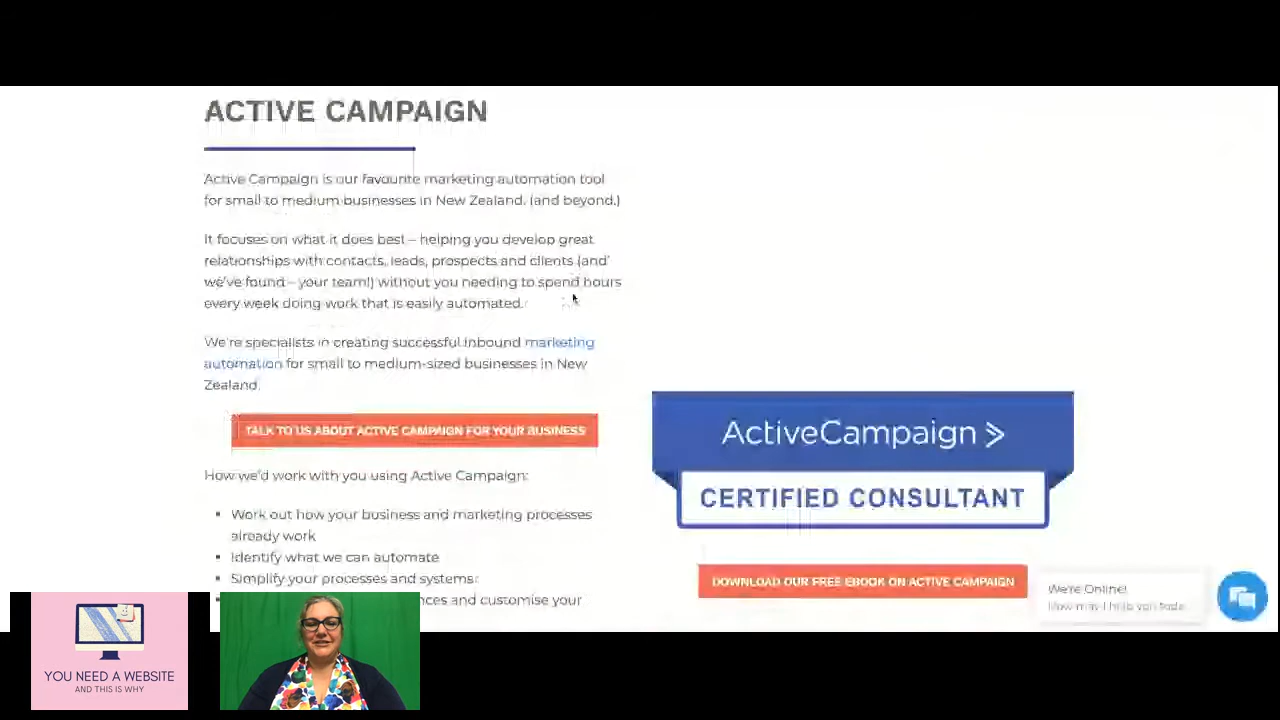 ACTIVE CAMPAIGN
Active Campaign is our favourite marketing automation tool
for small to medium businesses in New Zealand. (and beyond.)
It focuses on what it does best – helping you develop great
relationships with contacts, leads, prospects and clients (and
we've found – your team!) without you needing to spend hours
every week doing work that is easily automated.
We're specialists in creating successful inbound marketing
automation for small to medium-sized businesses in New
Zealand.
TALK TO US ABOUT ACTIVE CAMPAIGN FOR YOUR BUSINESS
How we'd work with you using Active Campaign:
▪ Work out how your business and marketing processes
already work
▪ Identify what we can automate
▪ Simplify your processes and systems
and customise your
ActiveCampaign >
CERTIFIED CONSULTANT
DOWNLOAD OUR FREE EBOOK ON ACTIVE CAMPAIGN
We're Online!
How may I help you
YOU NEED A WEBSITE
AND THIS IS WHY